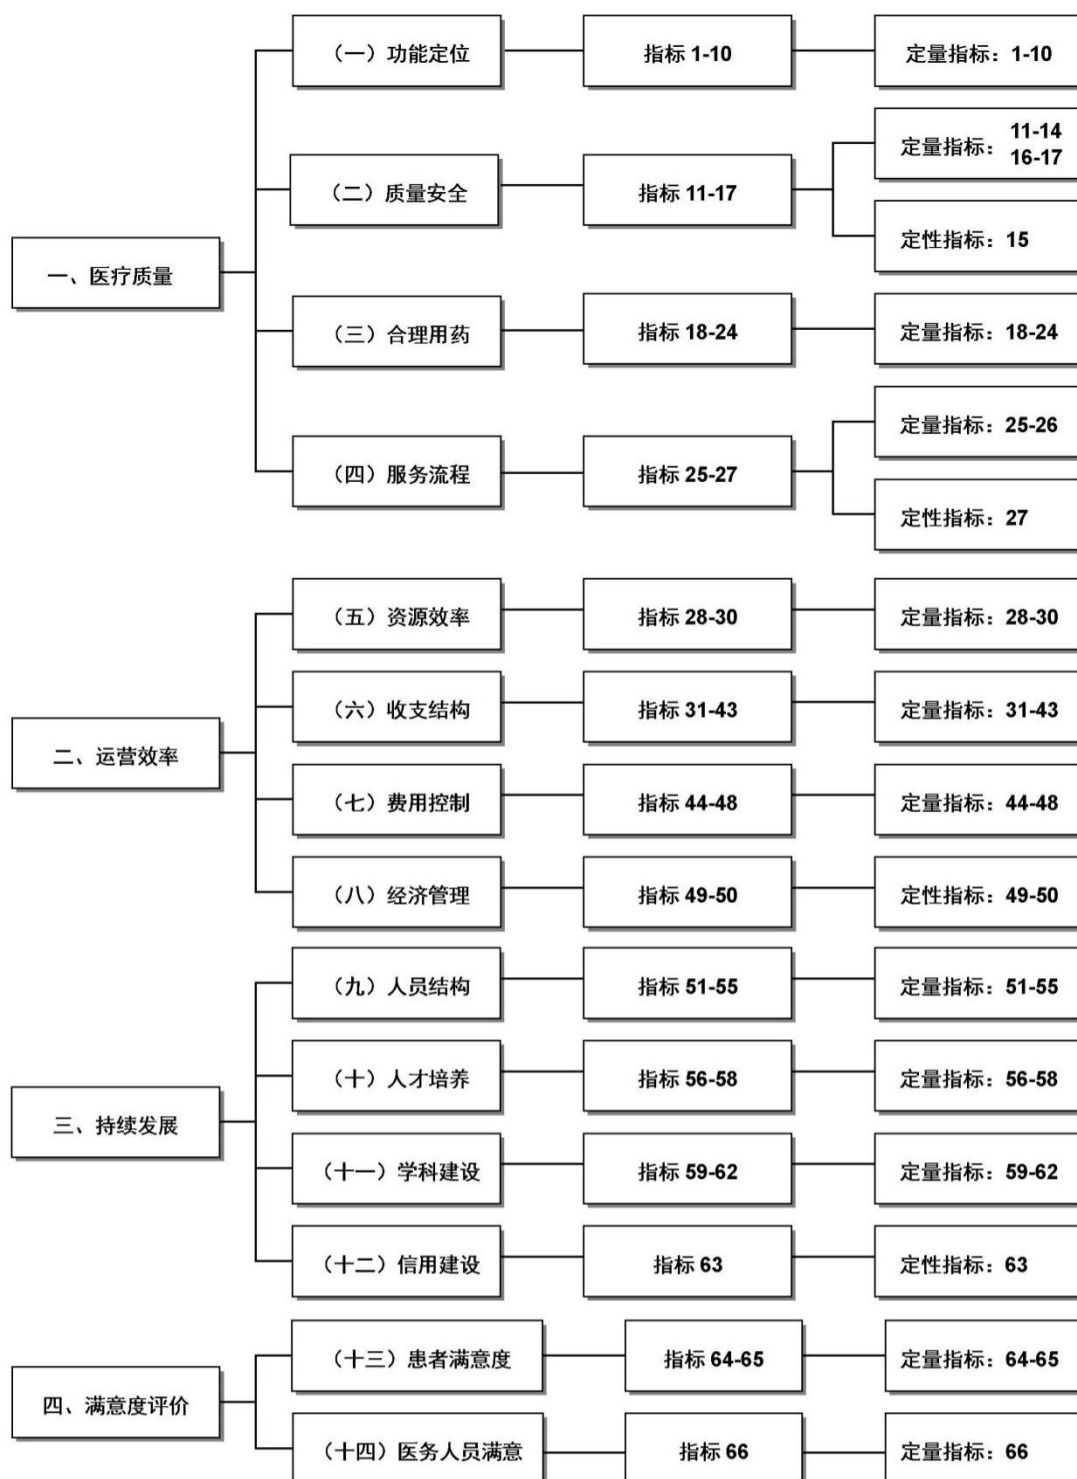 （一）功能定位
指标 1-10
定量指标：1-10
（二）质量安全
指标 11-17
定量指标：
11-14
16-17
定性指标：15
一、医疗质量
（三）合理用药
指标 18-24
定量指标：18-24
（四）服务流程
指标 25-27
定量指标：25-26
定性指标：27
（五）资源效率
指标 28-30
定量指标：28-30
（六）收支结构
指标 31-43
定量指标：31-43
二、运营效率
（七）费用控制
指标 44-48
定量指标：44-48
（八）经济管理
指标 49-50
定性指标：49-50
（九）人员结构
指标 51-55
定量指标：51-55
（十）人才培养
指标 56-58
定量指标：56-58
三、持续发展
（十一）学科建设
指标 59-62
定量指标：59-62
（十二）信用建设
指标 63
定性指标：63
（十三）患者满意度
指标 64-65
定量指标：64-65
四、满意度评价
（十四）医务人员满意
指标 66
定量指标：66